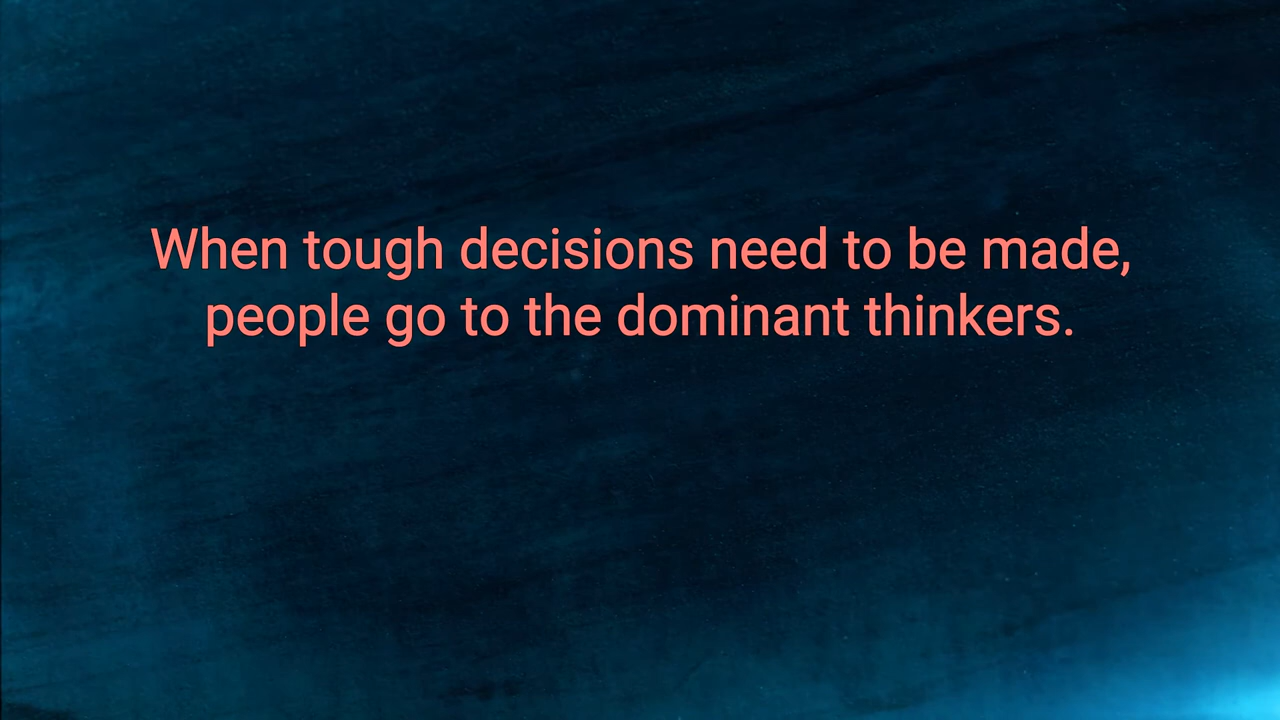 When tough decisions need to be made,
people go to the dominant thinkers.